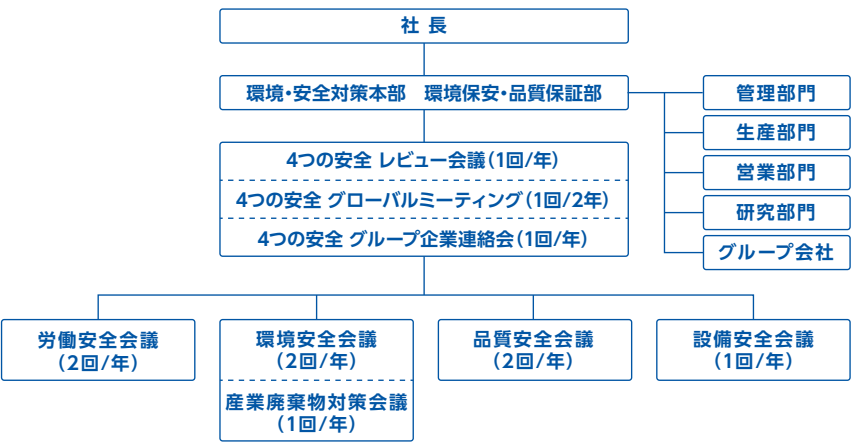 社長
環境・安全対策本部　環境保安・品質保証部
管理部門
生産部門
営業部門
研究部門
グループ会社
4つの安全 レビュー会議（1回/年）
4つの安全 グローバルミーティング（1回/2年）
4つの安全 グループ企業連絡会（1回/年）
労働安全会議
（2回/年）
環境安全会議
（2回/年）
産業廃棄物対策会議
（1回/年）
品質安全会議
（2回/年）
設備安全会議
（1回/年）